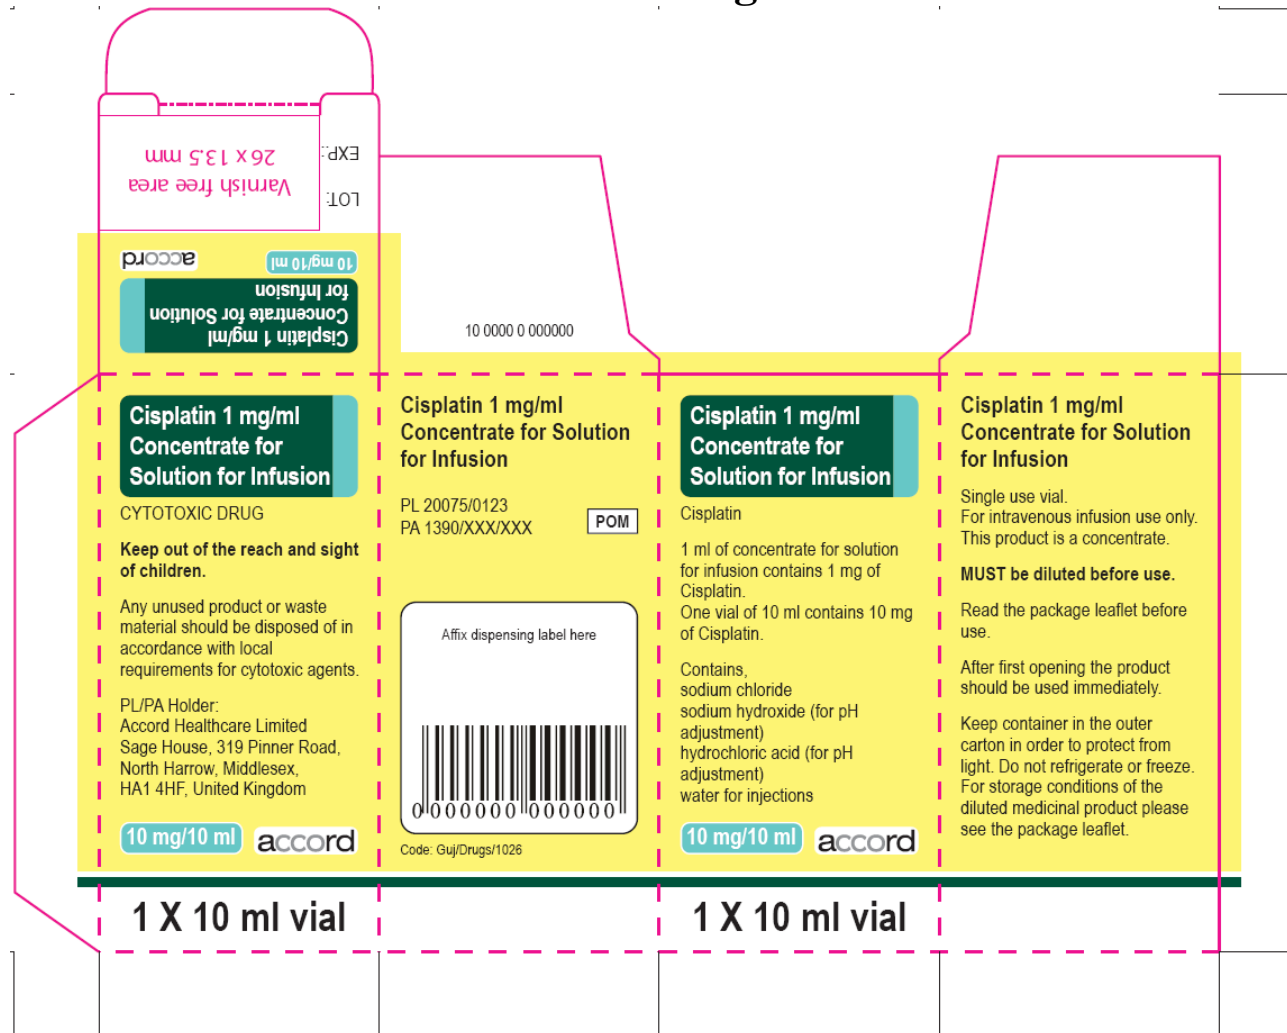 g
Varnish free area
26 x 13.5 mm
LOT:
EXP.:
Cisplatin 1 mg/ml
Concentrate for Solution
for Infusion
10 mg/10 ml
accord
10 0000 0 000000
Cisplatin 1 mg/ml
Concentrate for
Solution for Infusion
CYTOTOXIC DRUG
Keep out of the reach and sight
of children.
Any unused product or waste
material should be disposed of in
accordance with local
requirements for cytotoxic agents.
PL/PA Holder:
Accord Healthcare Limited
Sage House, 319 Pinner Road,
North Harrow, Middlesex,
HA1 4HF, United Kingdom
10 mg/10 ml
accord
1 X 10 ml vial
Cisplatin 1 mg/ml
Concentrate for Solution
for Infusion
PL 20075/0123
PA 1390/XXX/XXX
POM
Affix dispensing label here
0 000000 000000
Code: Guj/Drugs/1026
Cisplatin 1 mg/ml
Concentrate for
Solution for Infusion
Cisplatin
1 ml of concentrate for solution
for infusion contains 1 mg of
Cisplatin.
One vial of 10 ml contains 10 mg
of Cisplatin.
Contains,
sodium chloride
sodium hydroxide (for pH
adjustment)
hydrochloric acid (for pH
adjustment)
water for injections
10 mg/10 ml
accord
1 X 10 ml vial
Cisplatin 1 mg/ml
Concentrate for Solution
for Infusion
Single use vial.
For intravenous infusion use only.
This product is a concentrate.
MUST be diluted before use.
Read the package leaflet before
use.
After first opening the product
should be used immediately.
Keep container in the outer
carton in order to protect from
light. Do not refrigerate or freeze.
For storage conditions of the
diluted medicinal product please
see the package leaflet.